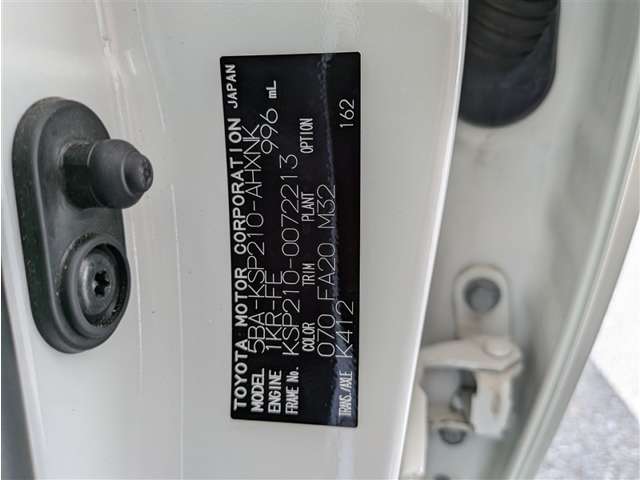 TOYOTA MOTOR CORPORATION JAPAN
MODEL 5BA-KSP210-AHXNK
ENGINE 1KR-FE 996 mL
FRAME No. KSP210-0072213
COLOR TRIM PLANT OPTION
070 FA20 M32
TRANS./AXLE K412 162